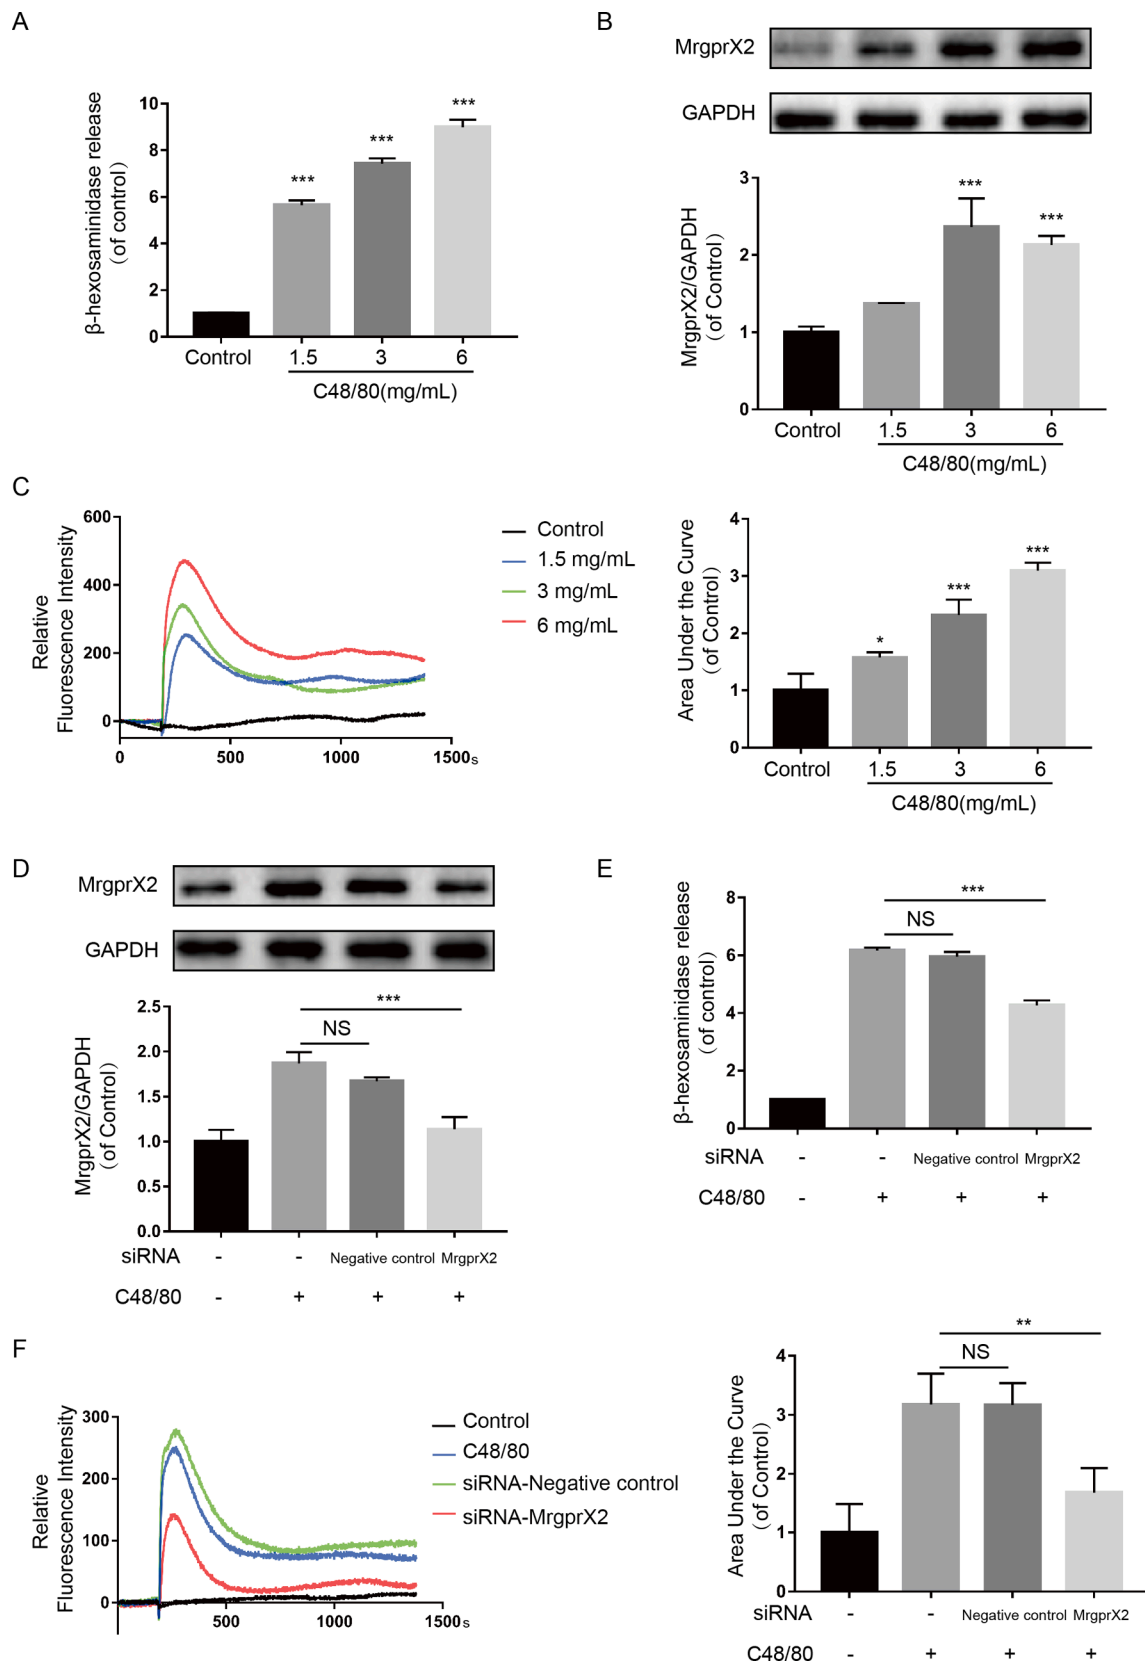 A
β-hexosaminidase release
(of control)
10
8
6
4
2
0
***
***
***
Control
1.5
3
6
C48/80(mg/mL)
B
MrgprX2
GAPDH
MrgprX2/GAPDH
(of Control)
3
2
1
0
***
***
Control
1.5
3
6
C48/80(mg/mL)
C
Relative
Fluorescence Intensity
600
400
200
0
0
500
1000
1500s
Control
1.5 mg/mL
3 mg/mL
6 mg/mL
Area Under the Curve
(of Control)
4
3
2
1
0
*
***
***
Control
1.5
3
6
C48/80(mg/mL)
D
MrgprX2
GAPDH
MrgprX2/GAPDH
(of Control)
2.5
2.0
1.5
1.0
0.5
0.0
***
NS
siRNA - - Negative control MrgprX2
C48/80 - + + +
E
β-hexosaminidase release
(of control)
8
6
4
2
0
***
NS
siRNA - Negative control MrgprX2
C48/80 - + + +
F
Relative
Fluorescence Intensity
300
200
100
0
500
1000
1500s
Control
C48/80
siRNA-Negative control
siRNA-MrgprX2
Area Under the Curve
(of Control)
4
3
2
1
0
**
NS
siRNA - - Negative control MrgprX2
C48/80 - + + +